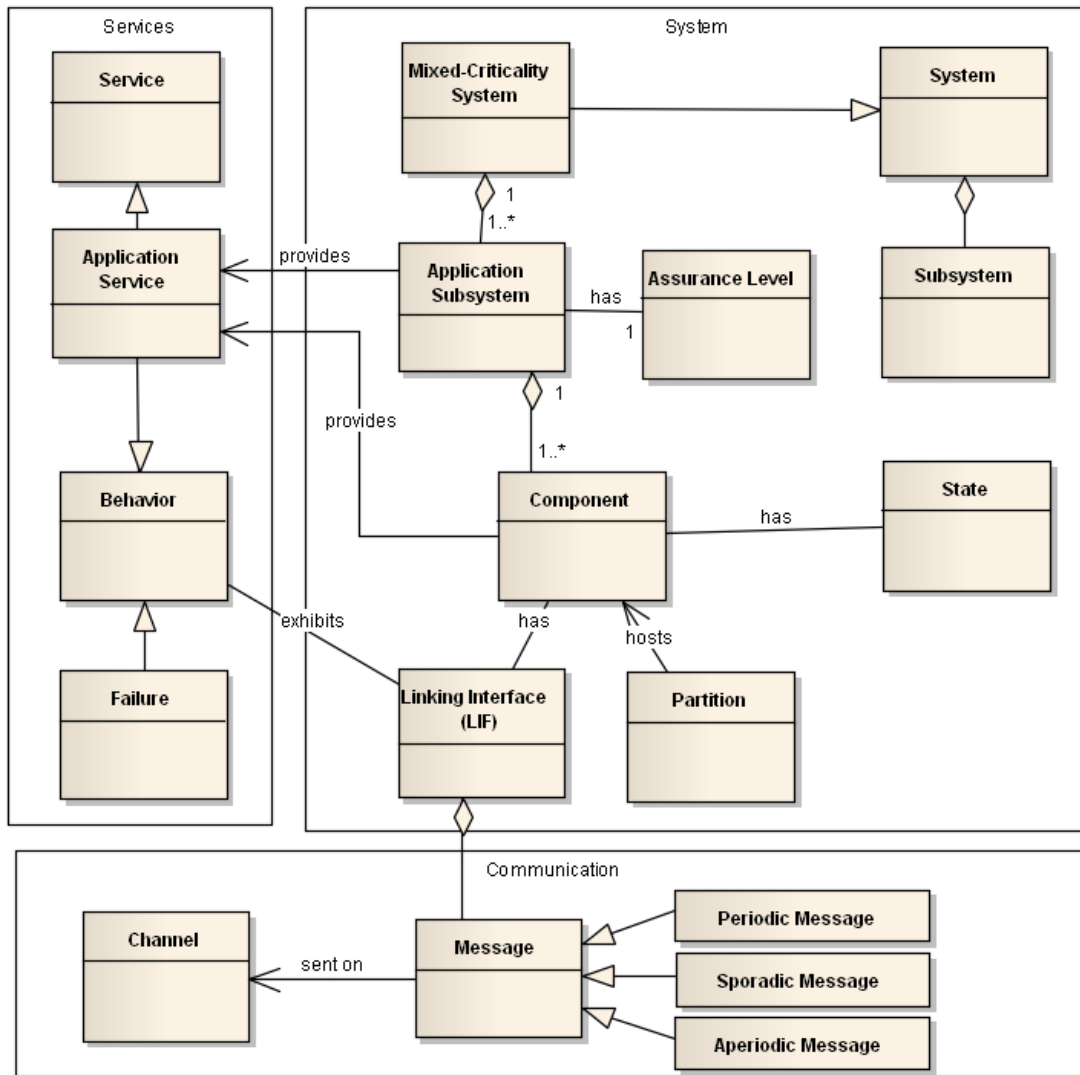 Services
Service
Application
Service
Behavior
Failure
System
Mixed-Criticality
System
System
1
1..*
provides
Application
Subsystem
has
1
Assurance Level
Subsystem
1
1..*
provides
Component
has
State
exhibits
has
hosts
Linking Interface
(LIF)
Partition
Communication
Channel
sent on
Message
Periodic Message
Sporadic Message
Aperiodic Message